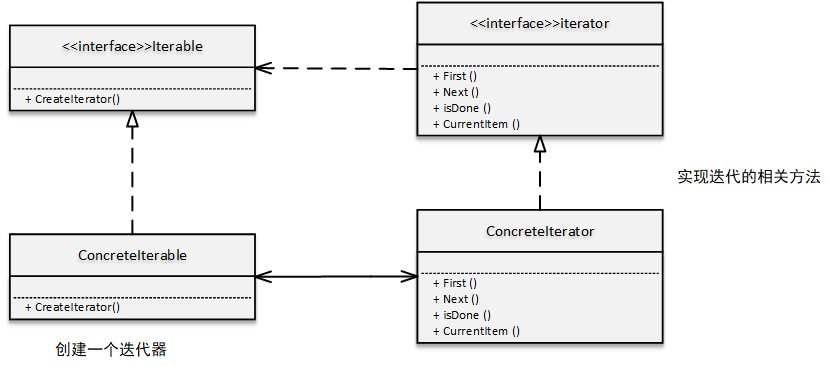 <<interface>>Iterable
+ CreateIterator()
<<interface>>iterator
+ First ()
+ Next ()
+ isDone ()
+ CurrentItem ()
实现迭代的相关方法
ConcreteIterable
+ CreateIterator()
创建一个迭代器
ConcreteIterator
+ First ()
+ Next ()
+ isDone ()
+ CurrentItem ()